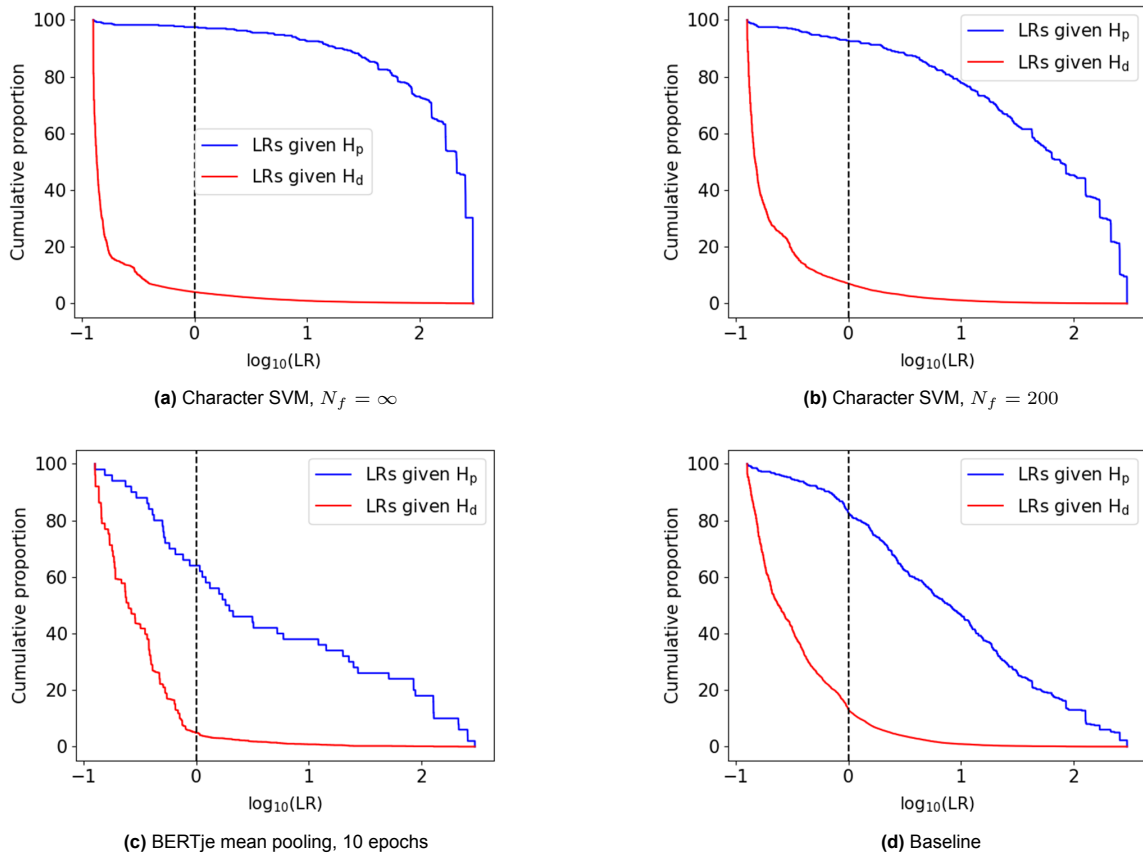 100
80
60
40
20
0
Cumulative proportion
LRs given Hp
LRs given Hd
−1 0 1 2
log10(LR)
(a) Character SVM, Nf = ∞
100
80
60
40
20
0
Cumulative proportion
LRs given Hp
LRs given Hd
−1 0 1 2
log10(LR)
(b) Character SVM, Nf = 200
100
80
60
40
20
0
Cumulative proportion
LRs given Hp
LRs given Hd
−1 0 1 2
log10(LR)
(c) BERTje mean pooling, 10 epochs
100
80
60
40
20
0
Cumulative proportion
LRs given Hp
LRs given Hd
−1 0 1 2
log10(LR)
(d) Baseline